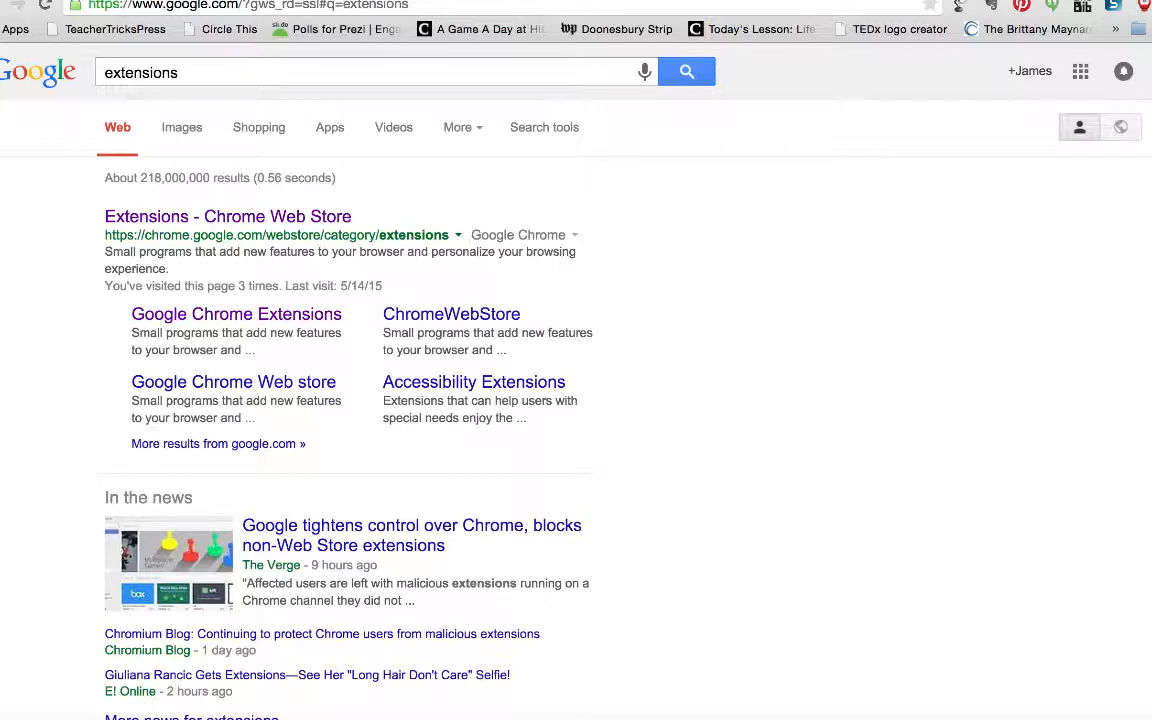 https://www.google.com/?gws_rd=ssl#q=extensions
Apps TeacherTricksPress Circle This Polls for Prezi | Enga A Game A Day at Doonesbury Strip Today's Lesson: Life TEDx logo creator The Brittany Maynar »
Google extensions +James
Web Images Shopping Apps Videos More Search tools
About 218,000,000 results (0.56 seconds)
Extensions - Chrome Web Store
https://chrome.google.com/webstore/category/extensions Google Chrome
Small programs that add new features to your browser and personalize your browsing
experience.
You've visited this page 3 times. Last visit: 5/14/15
Google Chrome Extensions
Small programs that add new features
to your browser and ...
ChromeWebStore
Small programs that add new features
to your browser and ...
Google Chrome Web store
Small programs that add new features
to your browser and ...
Accessibility Extensions
Extensions that can help users with
special needs enjoy the ...
More results from google.com »
In the news
box
Google tightens control over Chrome, blocks
non-Web Store extensions
The Verge - 9 hours ago
"Affected users are left with malicious extensions running on a
Chrome channel they did not ...
Chromium Blog: Continuing to protect Chrome users from malicious extensions
Chromium Blog - 1 day ago
Giuliana Rancic Gets Extensions—See Her "Long Hair Don't Care" Selfie!
E! Online - 2 hours ago
More news for extensions